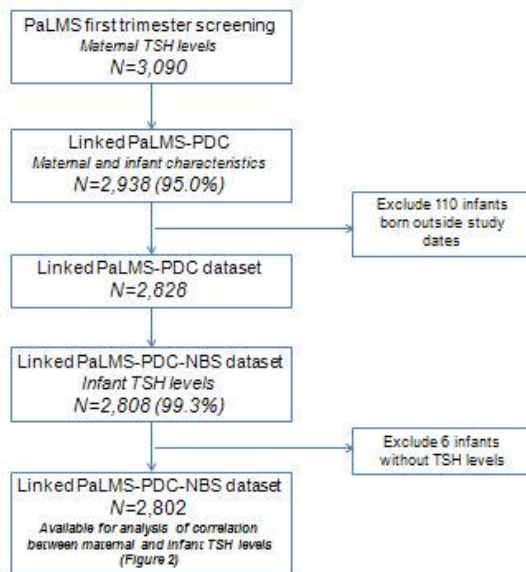 PaLMS first trimester screening
Maternal TSH levels
N=3,090
Linked PaLMS-PDC
Maternal and infant characteristics
N=2,938 (95.0%)
Exclude 110 infants
born outside study
dates
Linked PaLMS-PDC dataset
N=2,828
Linked PaLMS-PDC-NBS dataset
Infant TSH levels
N=2,808 (99.3%)
Exclude 6 infants
without TSH levels
Linked PaLMS-PDC-NBS dataset
N=2,802
Available for analysis of correlation
between maternal and infant TSH levels
(Figure 2)